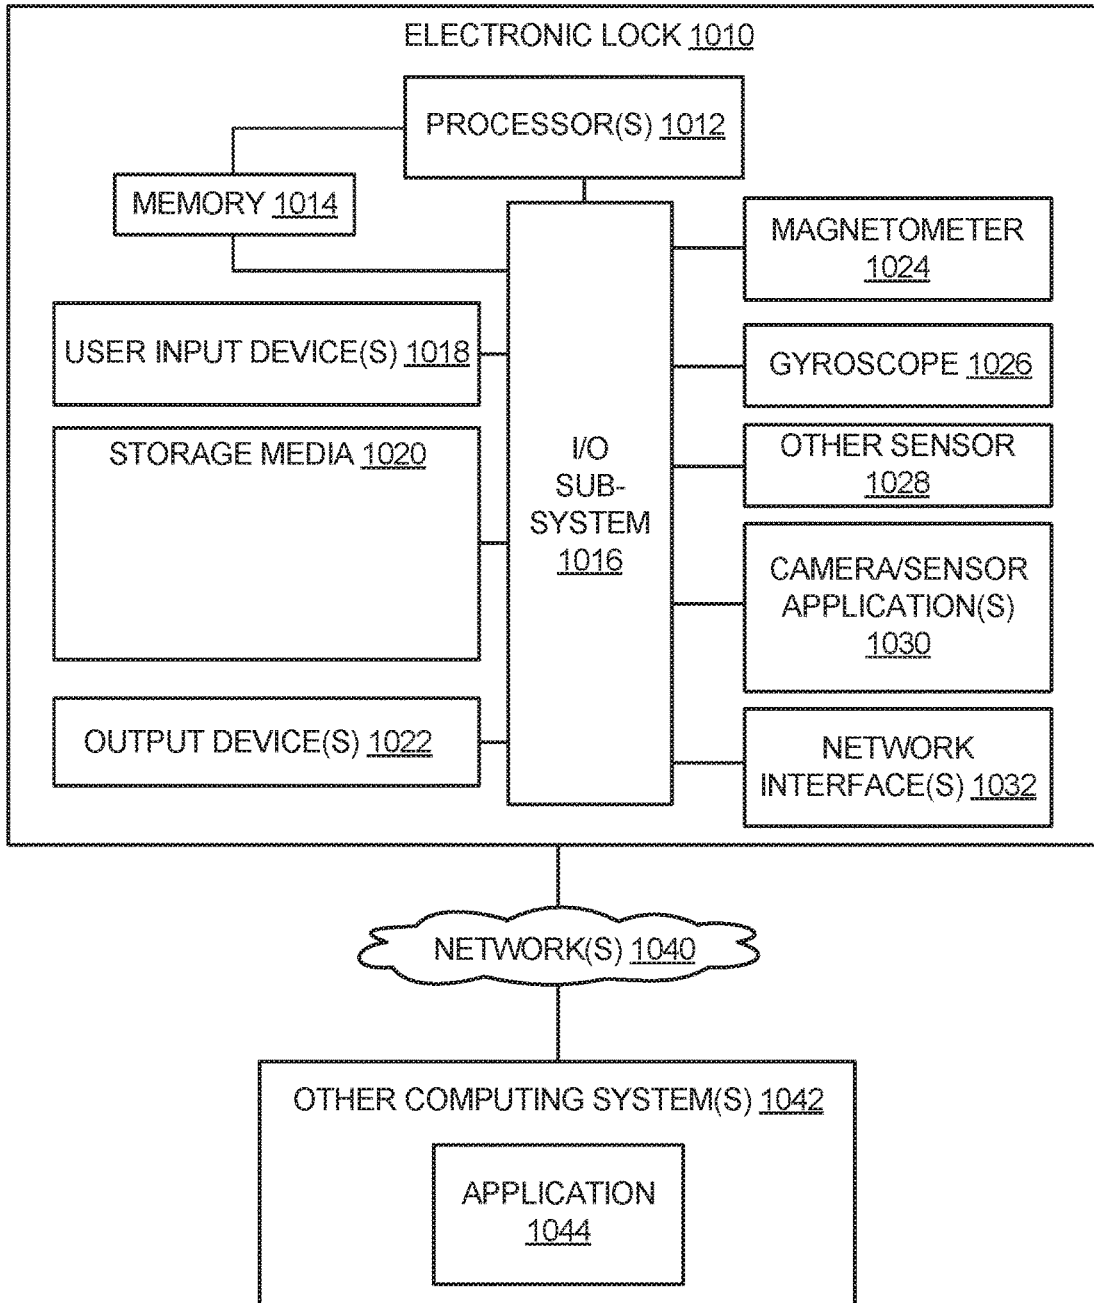 ELECTRONIC LOCK 1010
PROCESSOR(S) 1012
MEMORY 1014
USER INPUT DEVICE(S) 1018
STORAGE MEDIA 1020
OUTPUT DEVICE(S) 1022
I/O
SUB-
SYSTEM
1016
MAGNETOMETER
1024
GYROSCOPE 1026
OTHER SENSOR
1028
CAMERA/SENSOR
APPLICATION(S)
1030
NETWORK
INTERFACE(S) 1032
NETWORK(S) 1040
OTHER COMPUTING SYSTEM(S) 1042
APPLICATION
1044